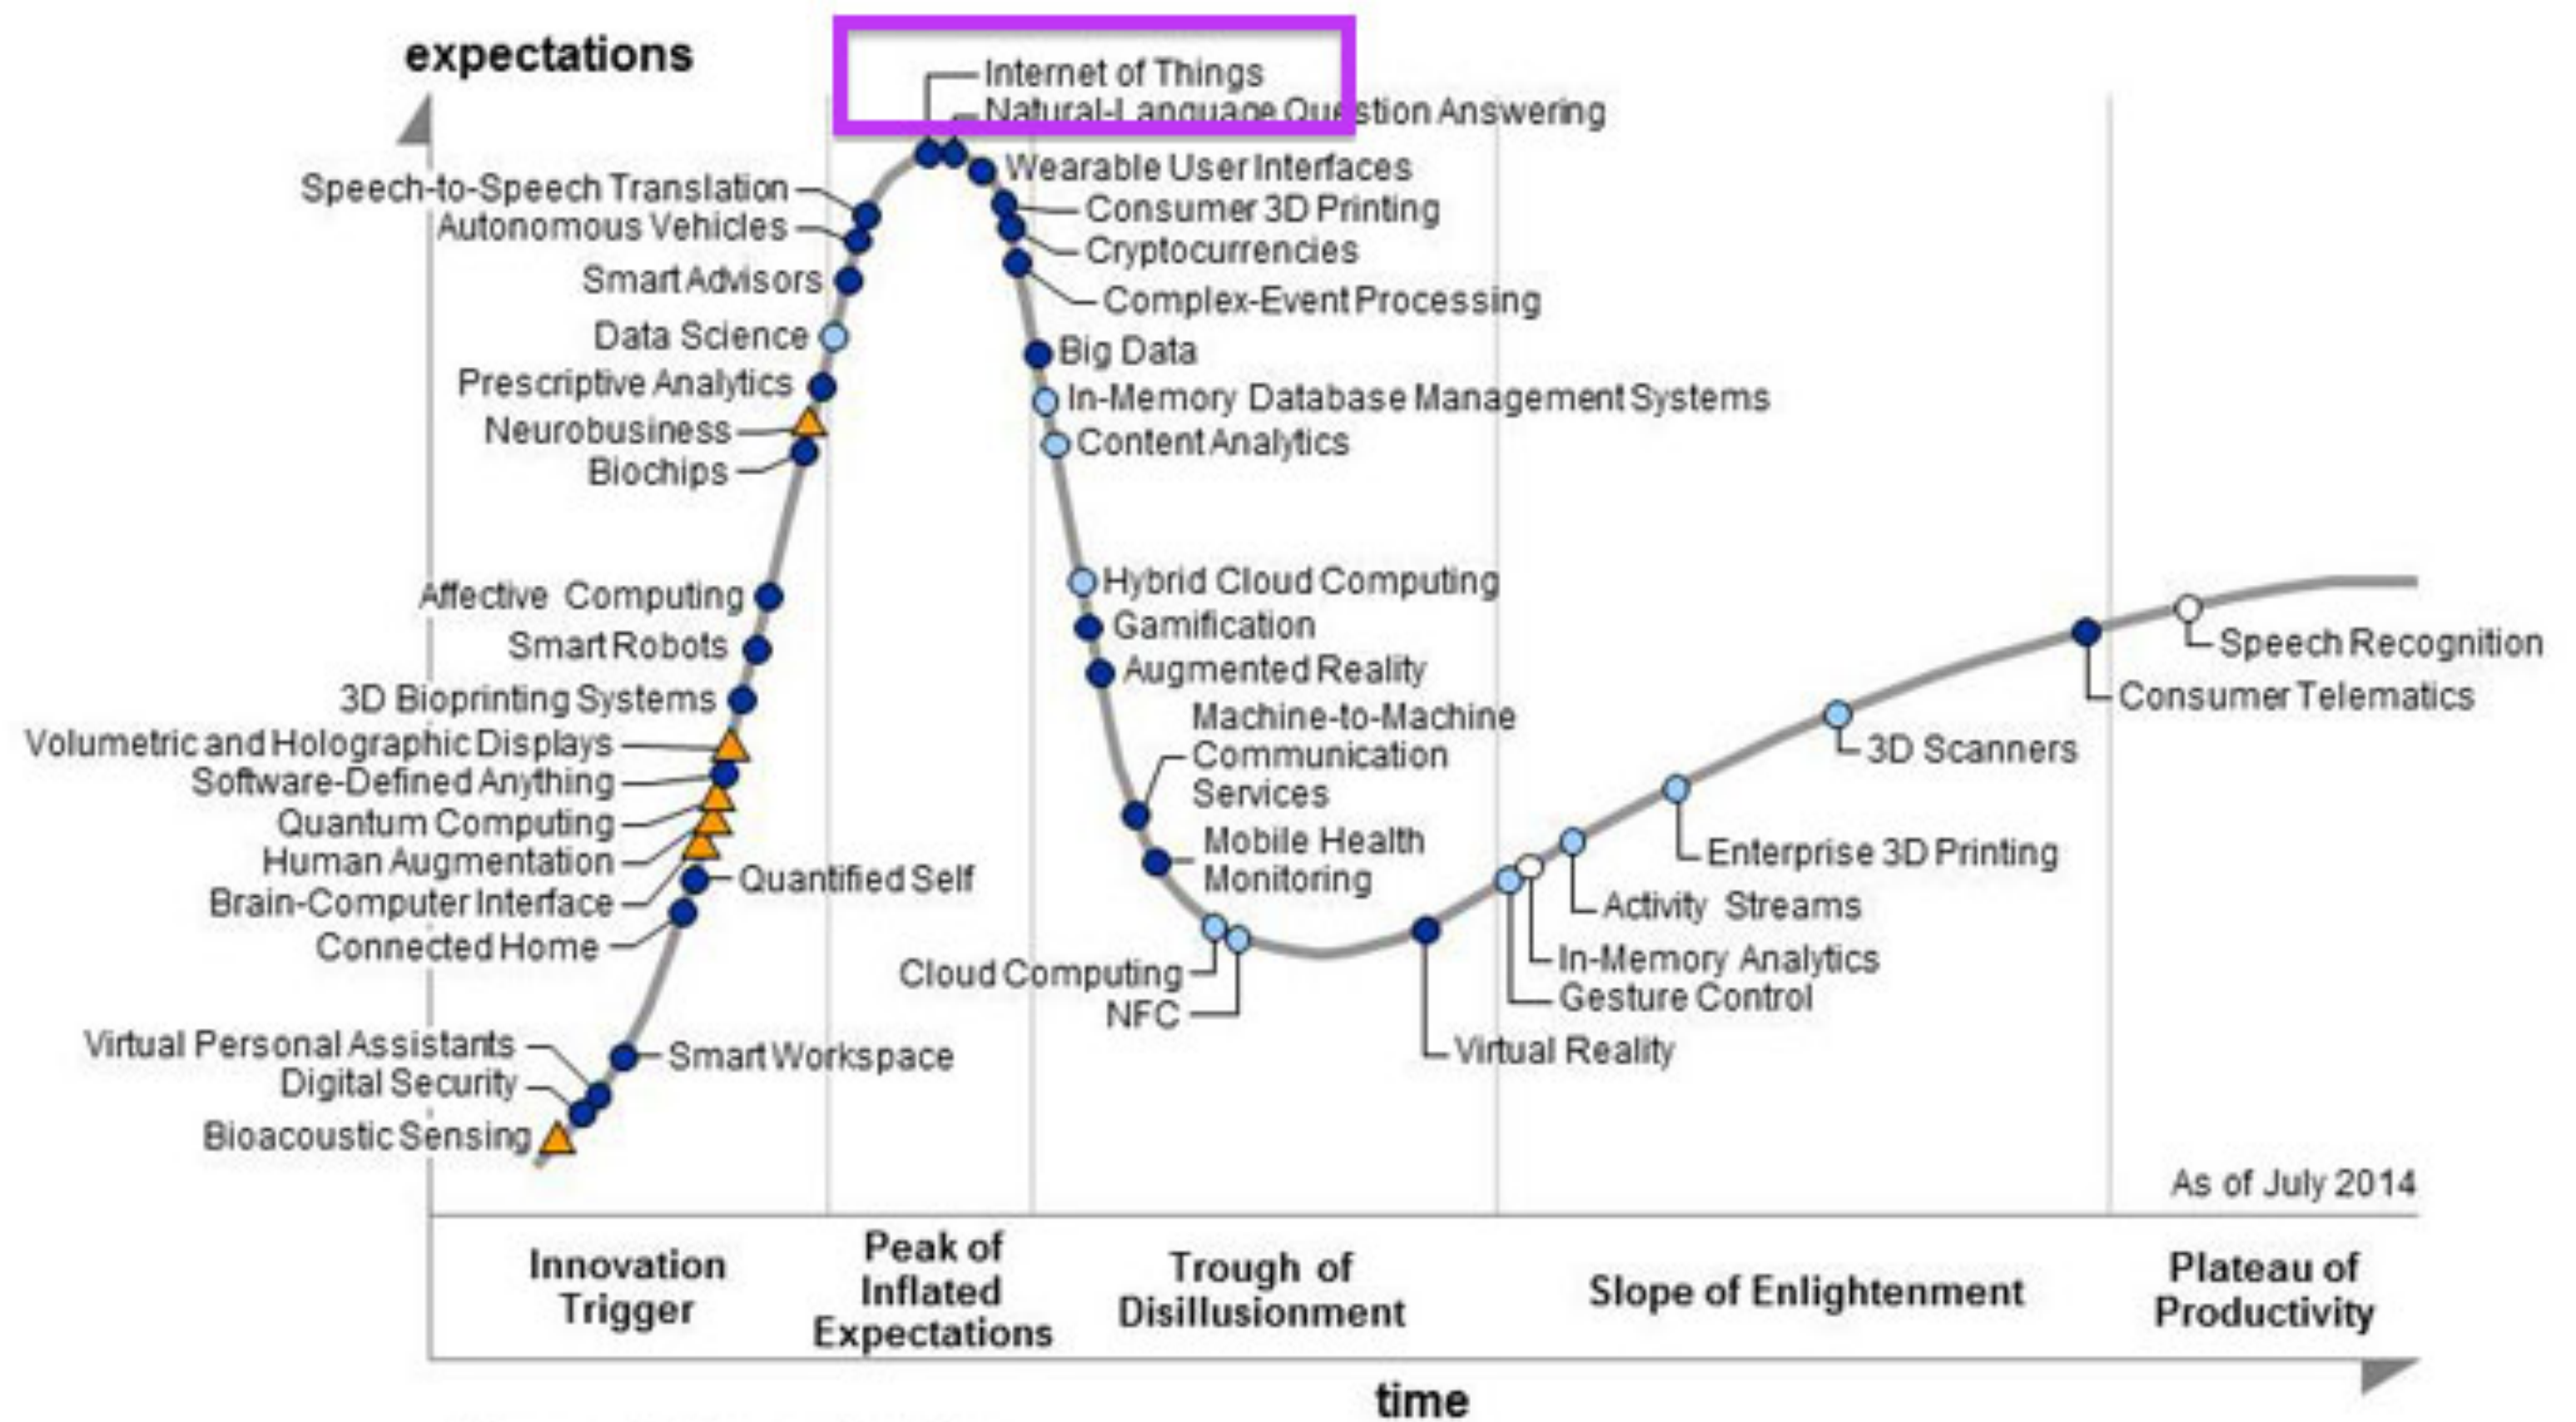 expectations
Internet of Things
Natural-Language Question Answering
Wearable User Interfaces
Speech-to-Speech Translation
Consumer 3D Printing
Autonomous Vehicles
Cryptocurrencies
Smart Advisors
Complex-Event Processing
Data Science
Big Data
Prescriptive Analytics
In-Memory Database Management Systems
Neurobusiness
Content Analytics
Biochips
Affective Computing
Hybrid Cloud Computing
Gamification
Smart Robots
Augmented Reality
3D Bioprinting Systems
Machine-to-Machine
Communication
Services
Volumetric and Holographic Displays
Software-Defined Anything
Quantum Computing
Mobile Health
Monitoring
Human Augmentation
Quantified Self
Brain-Computer Interface
Connected Home
Cloud Computing
NFC
Virtual Personal Assistants
Smart Workspace
Digital Security
Bioacoustic Sensing
Speech Recognition
Consumer Telematics
3D Scanners
Enterprise 3D Printing
Activity Streams
In-Memory Analytics
Gesture Control
Virtual Reality
As of July 2014
Innovation
Trigger
Peak of
Inflated
Expectations
Trough of
Disillusionment
Slope of Enlightenment
Plateau of
Productivity
time